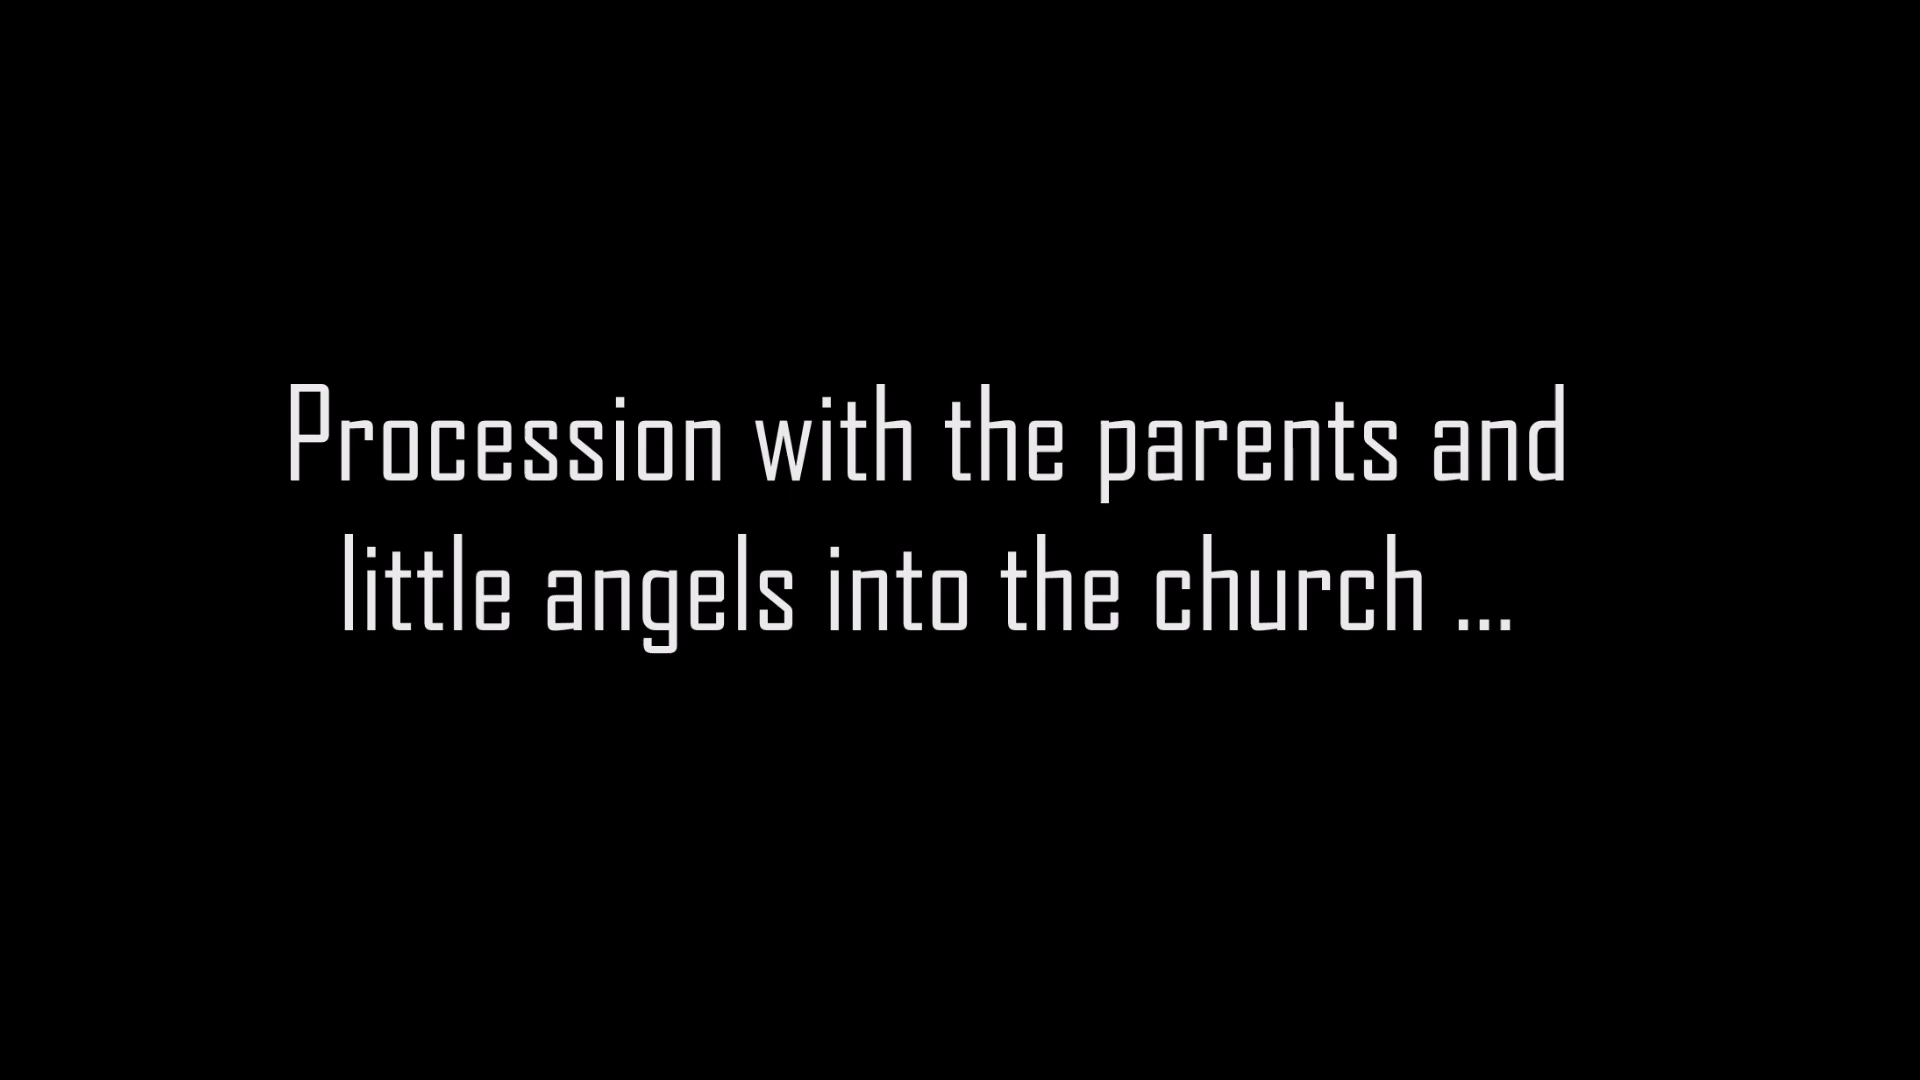 Procession with the parents and
little angels into the church ...